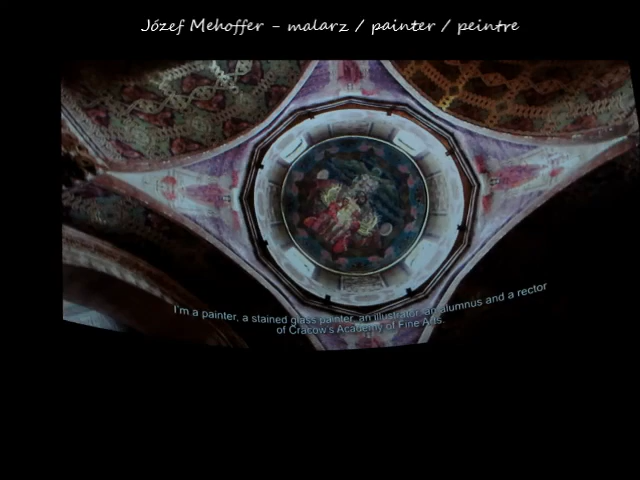 Józef Mehoffer - malarz / painter / peintre
I'm a painter, a stained glass painter, an illustrator, an alumnus and a rector
of Cracow's Academy of Fine Arts.